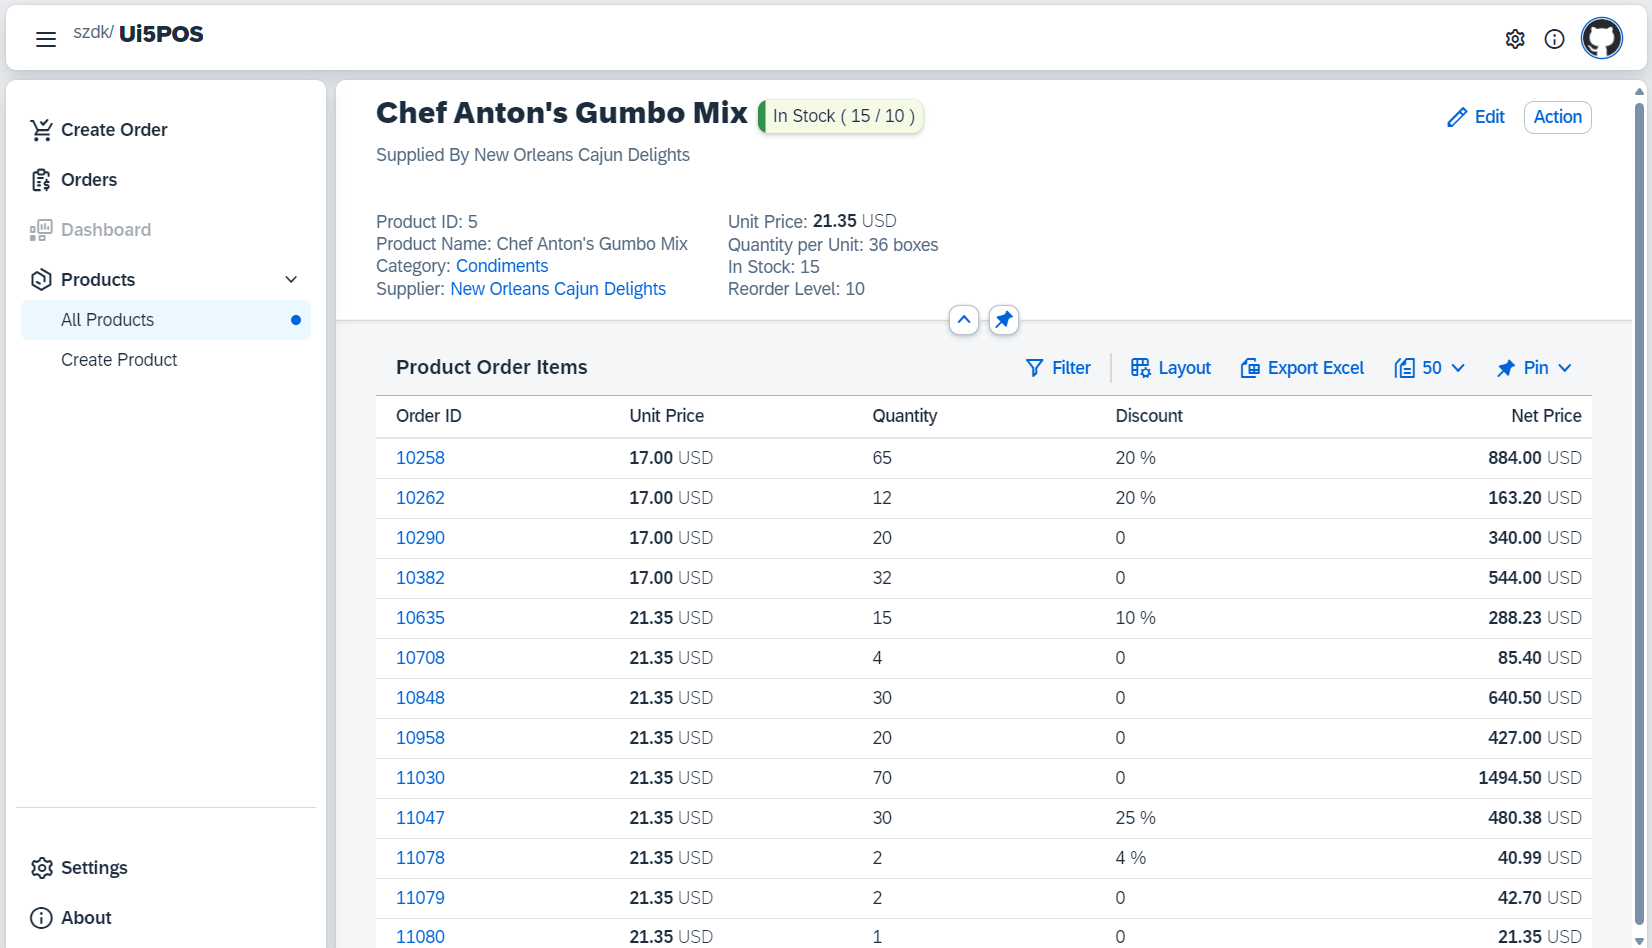 szdk/ Ui5POS
Create Order
Orders
Dashboard
Products
All Products
Create Product
Settings
About
Chef Anton's Gumbo Mix In Stock ( 15 / 10 )
Edit Action
Supplied By New Orleans Cajun Delights
Product ID: 5
Product Name: Chef Anton's Gumbo Mix
Category: Condiments
Supplier: New Orleans Cajun Delights
Unit Price: 21.35 USD
Quantity per Unit: 36 boxes
In Stock: 15
Reorder Level: 10
Product Order Items Filter Layout Export Excel 50 Pin
Order ID Unit Price Quantity Discount Net Price
10258 17.00 USD 65 20 % 884.00 USD
10262 17.00 USD 12 20 % 163.20 USD
10290 17.00 USD 20 0 340.00 USD
10382 17.00 USD 32 0 544.00 USD
10635 21.35 USD 15 10 % 288.23 USD
10708 21.35 USD 4 0 85.40 USD
10848 21.35 USD 30 0 640.50 USD
10958 21.35 USD 20 0 427.00 USD
11030 21.35 USD 70 0 1494.50 USD
11047 21.35 USD 30 25 % 480.38 USD
11078 21.35 USD 2 4 % 40.99 USD
11079 21.35 USD 2 0 42.70 USD
11080 21.35 USD 1 0 21.35 USD